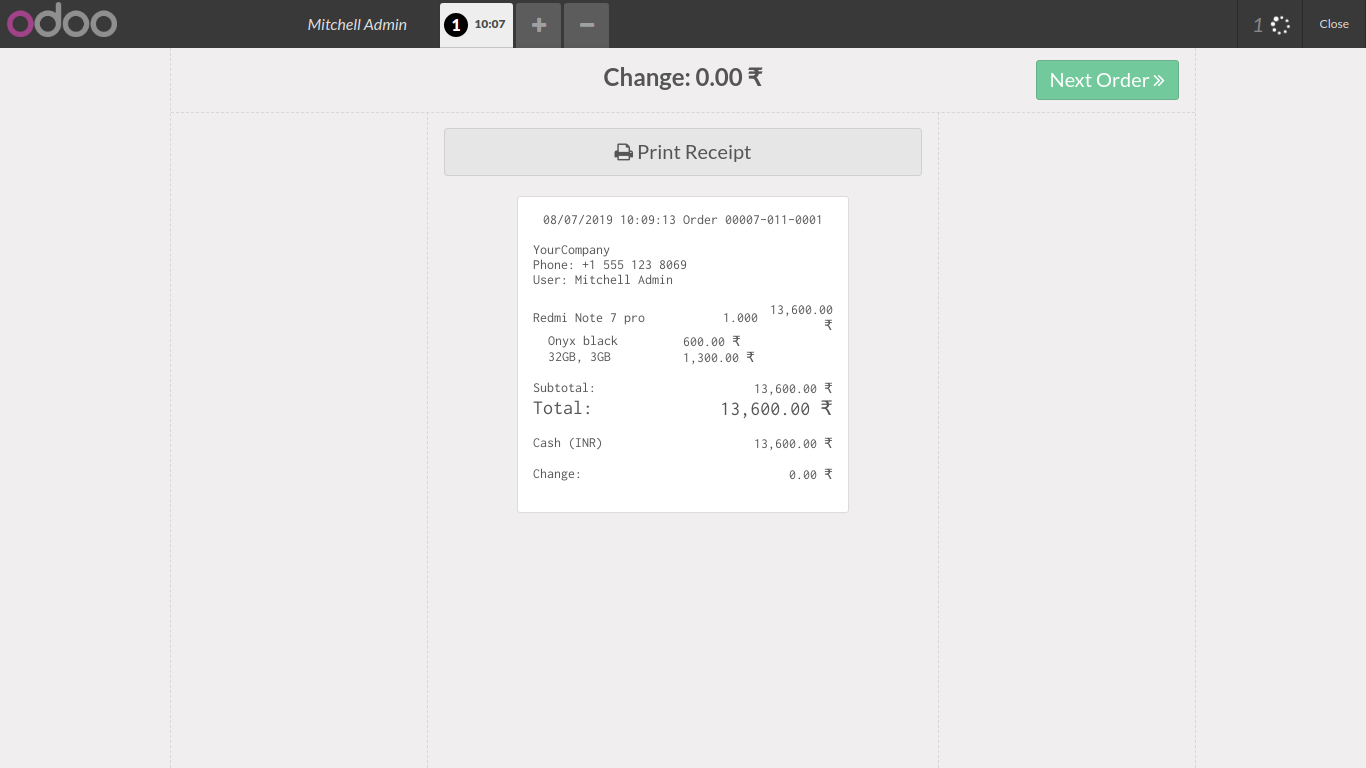 odoo Mitchell Admin 1 10:07 + − 1 Close
Change: 0.00 ₹ Next Order »
Print Receipt
08/07/2019 10:09:13 Order 00007-011-0001
YourCompany
Phone: +1 555 123 8069
User: Mitchell Admin
Redmi Note 7 pro 1.000 13,600.00 ₹
Onyx black 600.00 ₹
32GB, 3GB 1,300.00 ₹
Subtotal: 13,600.00 ₹
Total: 13,600.00 ₹
Cash (INR) 13,600.00 ₹
Change: 0.00 ₹